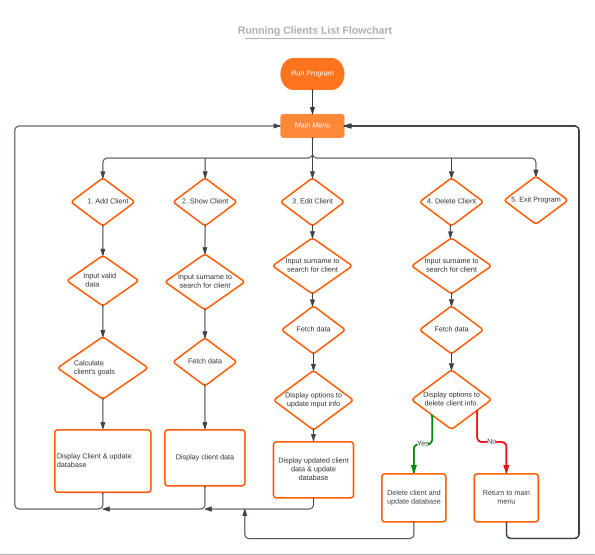 Running Clients List Flowchart
Run Program
Main Menu
1. Add Client
2. Show Client
3. Edit Client
4. Delete Client
5. Exit Program
Input valid
data
Input surname to
search for client
Input surname to
search for client
Input surname to
search for client
Calculate
client's goals
Fetch data
Fetch data
Fetch data
Display options to
update input info
Display options to
delete client info.
Yes
No
Display Client & update
database
Display client data
Display updated client
data & update
database
Delete client and
update database
Return to main
menu